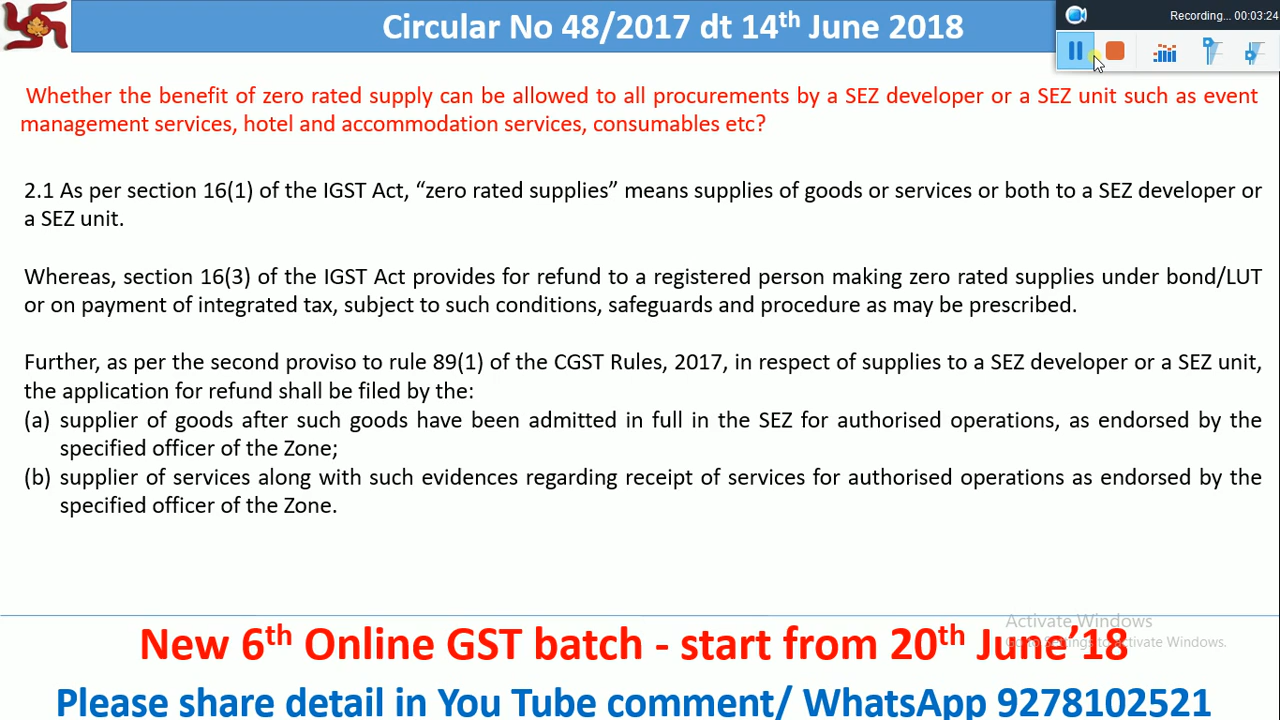 Circular No 48/2017 dt 14th June 2018
Recording... 00:03:24
Whether the benefit of zero rated supply can be allowed to all procurements by a SEZ developer or a SEZ unit such as event
management services, hotel and accommodation services, consumables etc?
2.1 As per section 16(1) of the IGST Act, “zero rated supplies” means supplies of goods or services or both to a SEZ developer or
a SEZ unit.
Whereas, section 16(3) of the IGST Act provides for refund to a registered person making zero rated supplies under bond/LUT
or on payment of integrated tax, subject to such conditions, safeguards and procedure as may be prescribed.
Further, as per the second proviso to rule 89(1) of the CGST Rules, 2017, in respect of supplies to a SEZ developer or a SEZ unit,
the application for refund shall be filed by the:
(a) supplier of goods after such goods have been admitted in full in the SEZ for authorised operations, as endorsed by the
specified officer of the Zone;
(b) supplier of services along with such evidences regarding receipt of services for authorised operations as endorsed by the
specified officer of the Zone.
Activate Windows
Go to Settings to activate Windows.
New 6th Online GST batch - start from 20th June’18
Please share detail in You Tube comment/ WhatsApp 9278102521